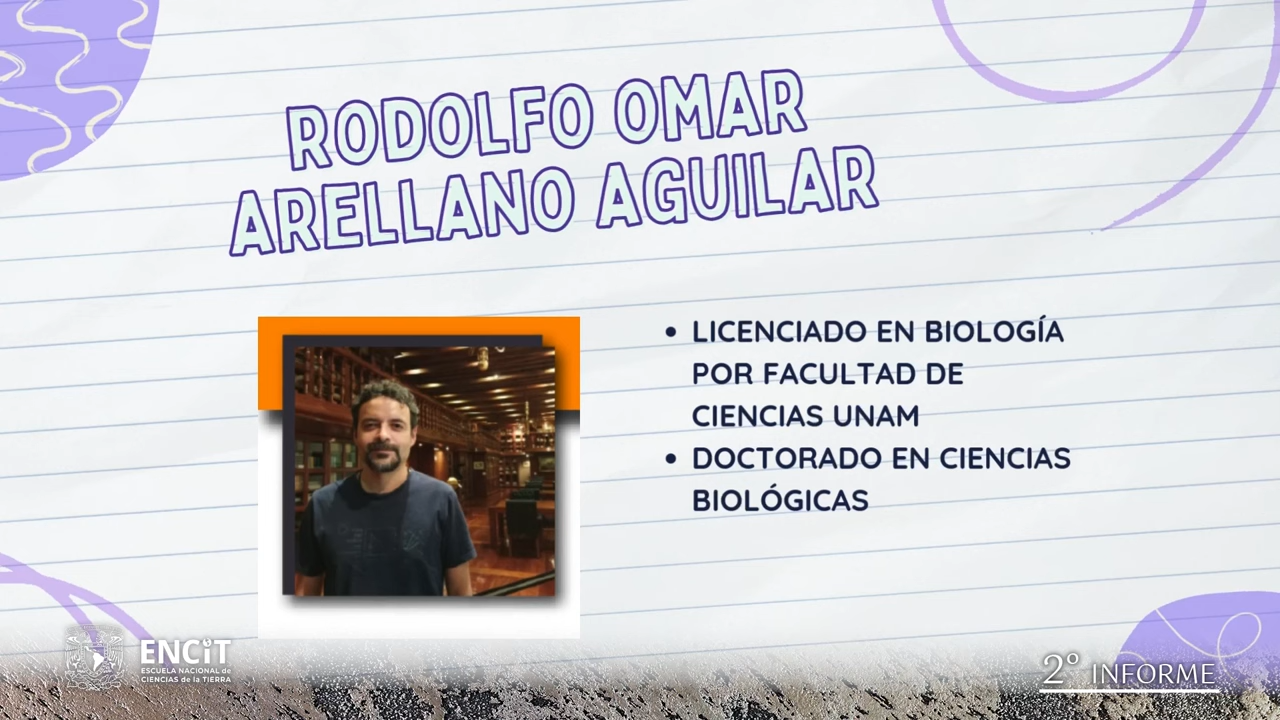 RODOLFO OMAR
ARELLANO AGUILAR
LICENCIADO EN BIOLOGÍA
POR FACULTAD DE
CIENCIAS UNAM
DOCTORADO EN CIENCIAS
BIOLÓGICAS
ENCiT
ESCUELA NACIONAL de
CIENCIAS de la TIERRA
2º INFORME